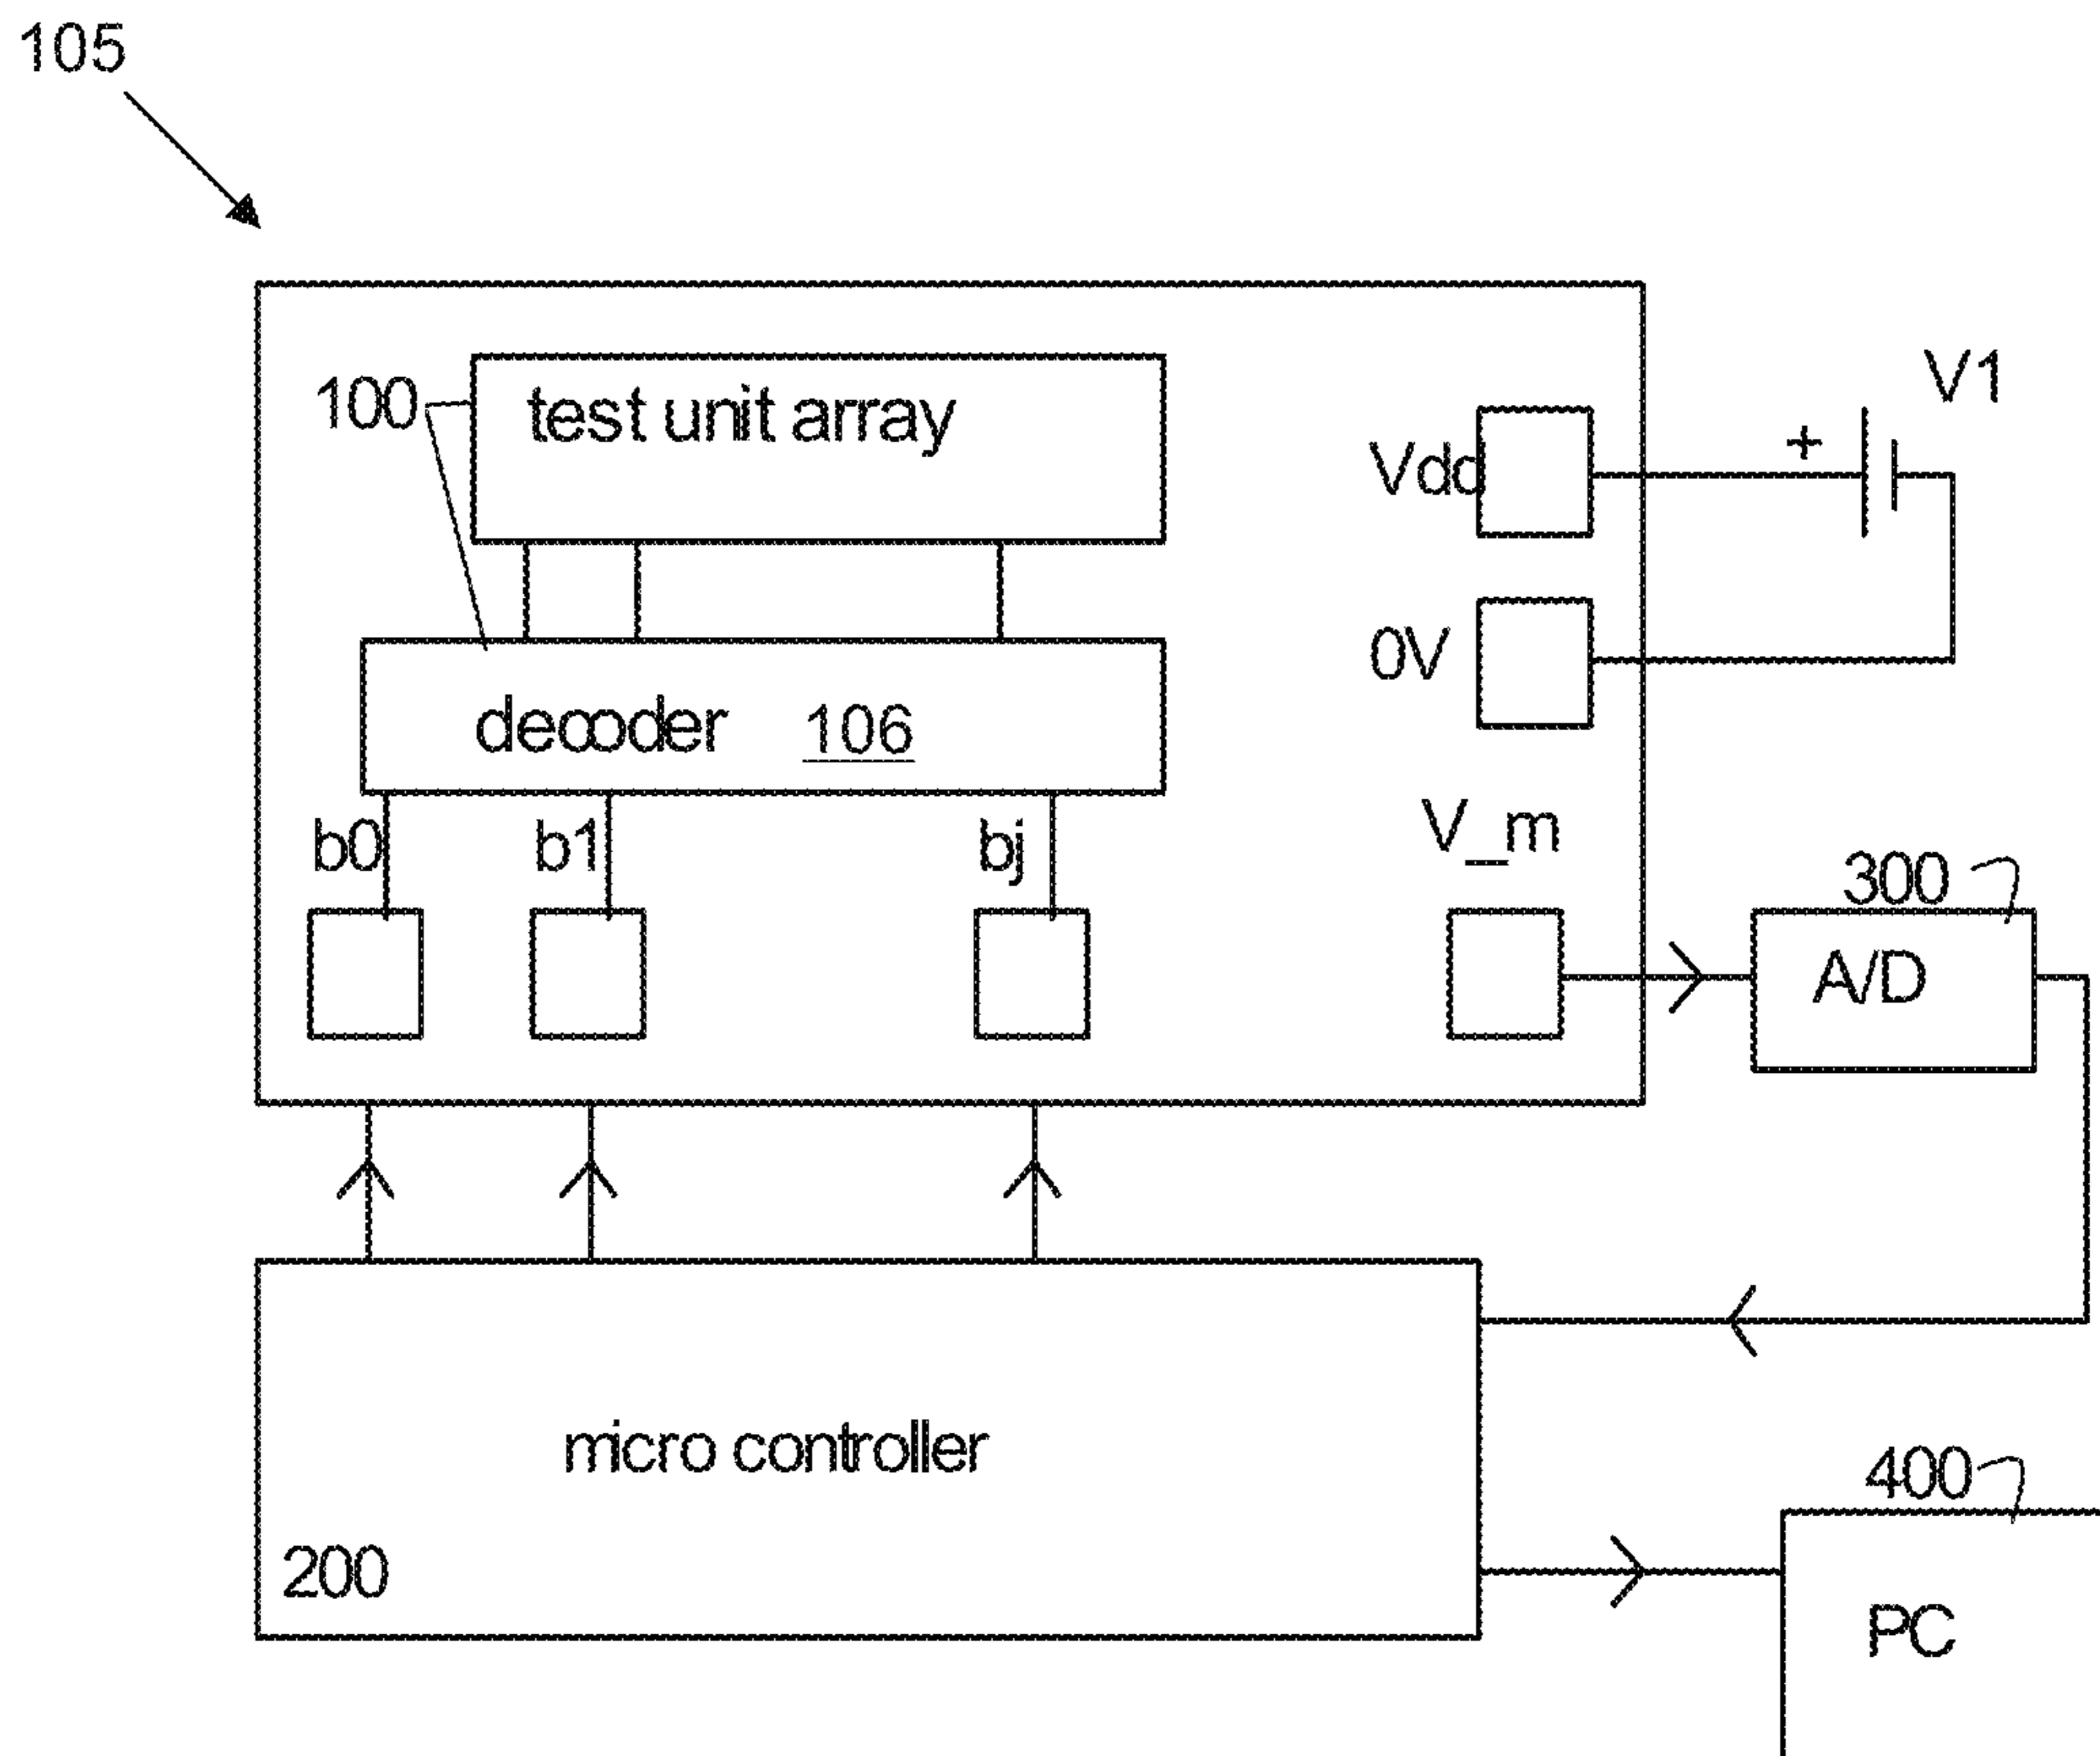 105
V1
+
100
test unit array
Vdd
0V
decoder 106
V_m
b0
b1
bj
300
A/D
micro controller
400
200
PC